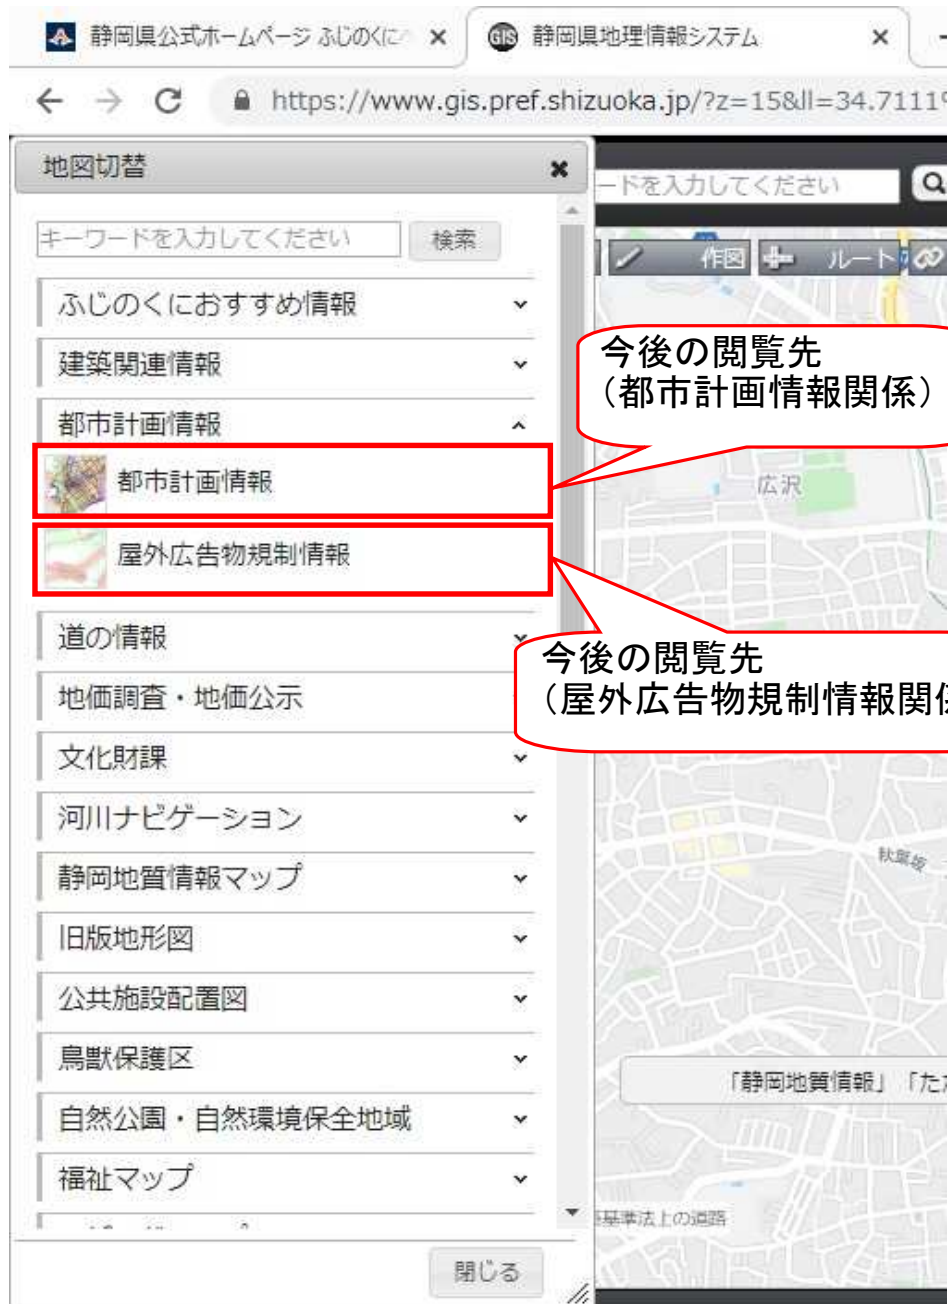 静岡県公式ホームページ ふじのくに
静岡県地理情報システム
https://www.gis.pref.shizuoka.jp/?z=15&ll=34.7111
地図切替
ードを入力してください
キーワードを入力してください
検索
作図
ルート
ふじのくにおすすめ情報
建築関連情報
都市計画情報
都市計画情報
屋外広告物規制情報
今後の閲覧先
（都市計画情報関係）
広沢
今後の閲覧先
（屋外広告物規制情報関係
道の情報
地価調査・地価公示
文化財課
河川ナビゲーション
静岡地質情報マップ
旧版地形図
公共施設配置図
鳥獣保護区
自然公園・自然環境保全地域
福祉マップ
秋葉坂
「静岡地質情報」「た
基準法上の道路
閉じる